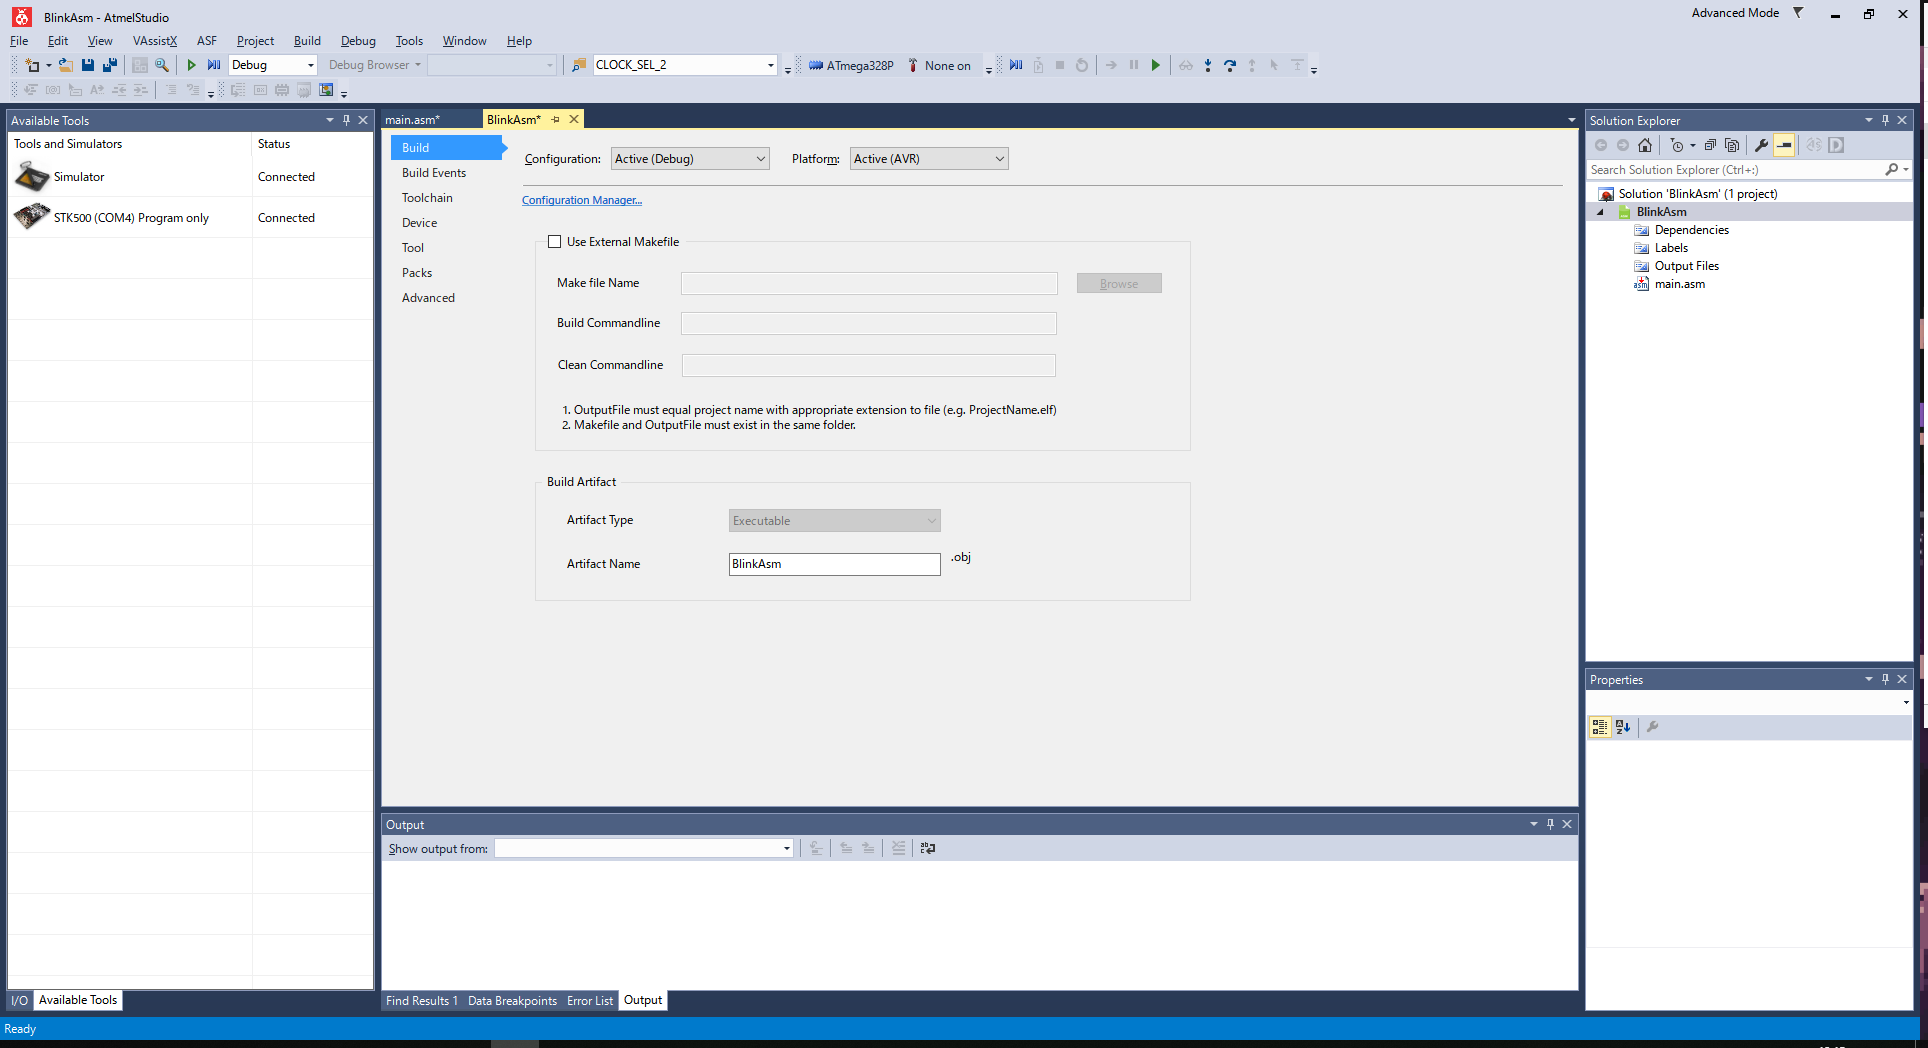 BlinkAsm - AtmelStudio
Advanced Mode
File Edit View VAssistX ASF Project Build Debug Tools Window Help
Debug Debug Browser CLOCK_SEL_2 ATmega328P None on
Available Tools
Tools and Simulators Status
Simulator Connected
STK500 (COM4) Program only Connected
I/O Available Tools
main.asm* BlinkAsm*
Build
Build Events
Toolchain
Device
Tool
Packs
Advanced
Configuration: Active (Debug) Platform: Active (AVR)
Configuration Manager...
Use External Makefile
Make file Name Browse
Build Commandline
Clean Commandline
1. OutputFile must equal project name with appropriate extension to file (e.g. ProjectName.elf)
2. Makefile and OutputFile must exist in the same folder.
Build Artifact
Artifact Type Executable
Artifact Name BlinkAsm .obj
Output
Show output from:
Find Results 1 Data Breakpoints Error List Output
Solution Explorer
Search Solution Explorer (Ctrl+;)
Solution 'BlinkAsm' (1 project)
BlinkAsm
Dependencies
Labels
Output Files
main.asm
Properties
Ready